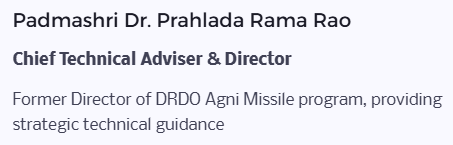 Padmashri Dr. Prahlada Rama Rao
Chief Technical Adviser & Director
Former Director of DRDO Agni Missile program, providing
strategic technical guidance